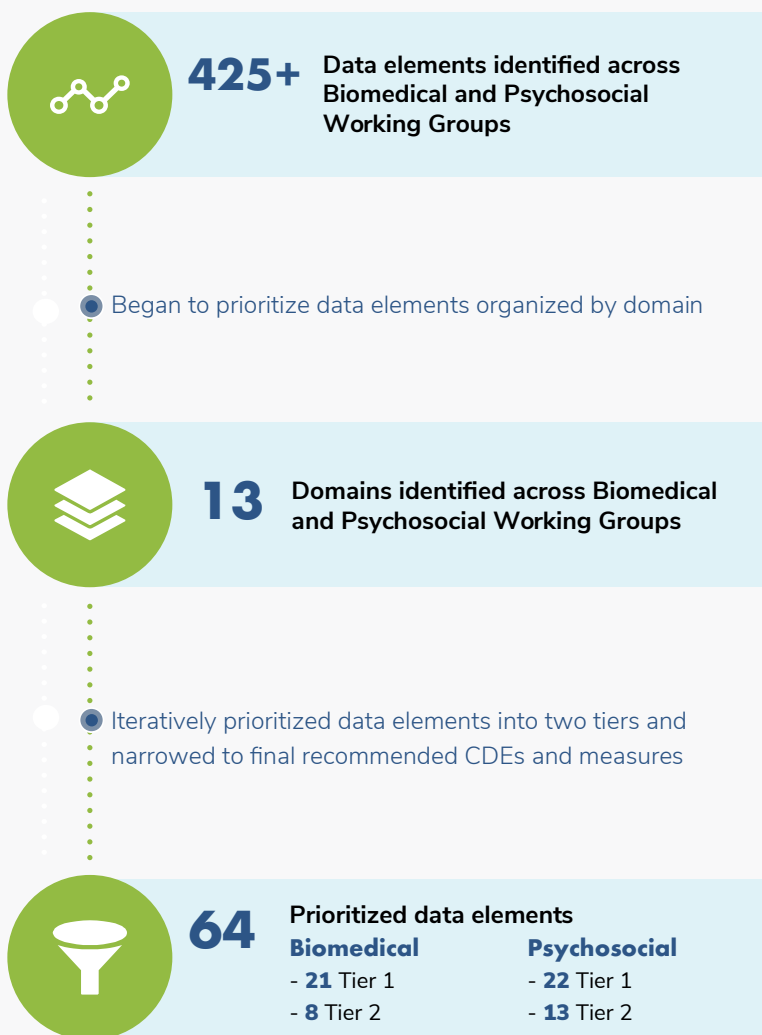 425+
Data elements identified across
Biomedical and Psychosocial
Working Groups
Began to prioritize data elements organized by domain
13
Domains identified across Biomedical
and Psychosocial Working Groups
Iteratively prioritized data elements into two tiers and
narrowed to final recommended CDEs and measures
64
Prioritized data elements
Biomedical
- 21 Tier 1
- 8 Tier 2
Psychosocial
- 22 Tier 1
- 13 Tier 2